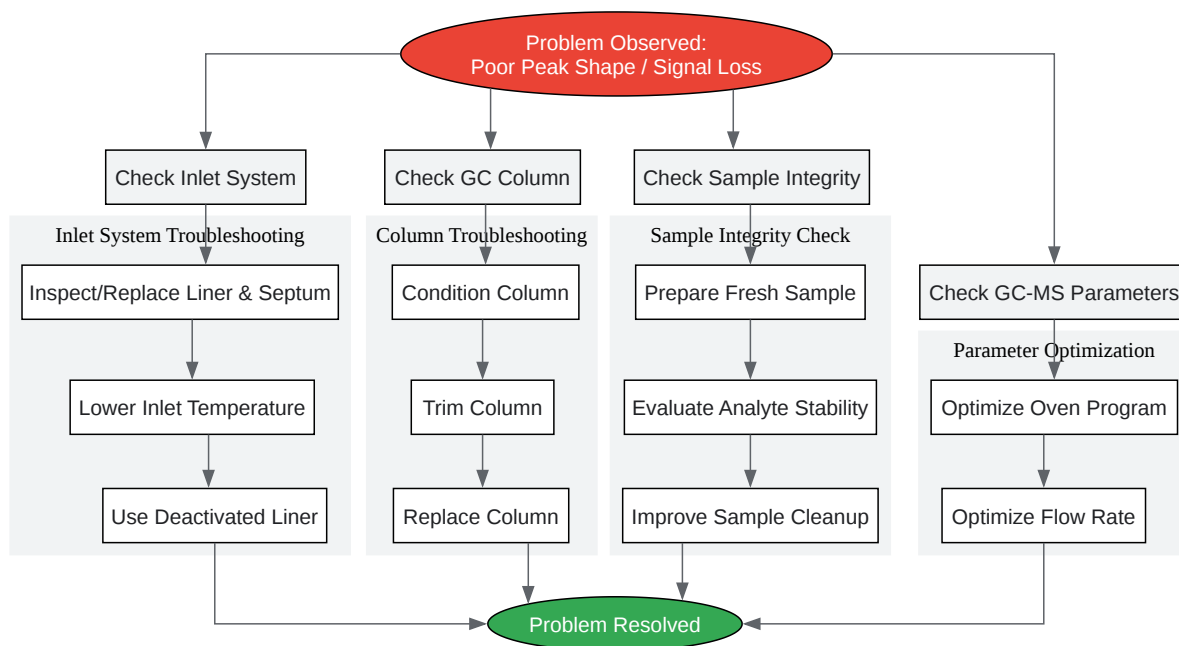 Problem Observed:
Poor Peak Shape / Signal Loss
Check Inlet System
Check GC Column
Check Sample Integrity
Inlet System Troubleshooting
Column Troubleshooting
Sample Integrity Check
Inspect/Replace Liner & Septum
Condition Column
Prepare Fresh Sample
Check GC-MS Parameters
Parameter Optimization
Lower Inlet Temperature
Trim Column
Evaluate Analyte Stability
Optimize Oven Program
Use Deactivated Liner
Replace Column
Improve Sample Cleanup
Optimize Flow Rate
Problem Resolved